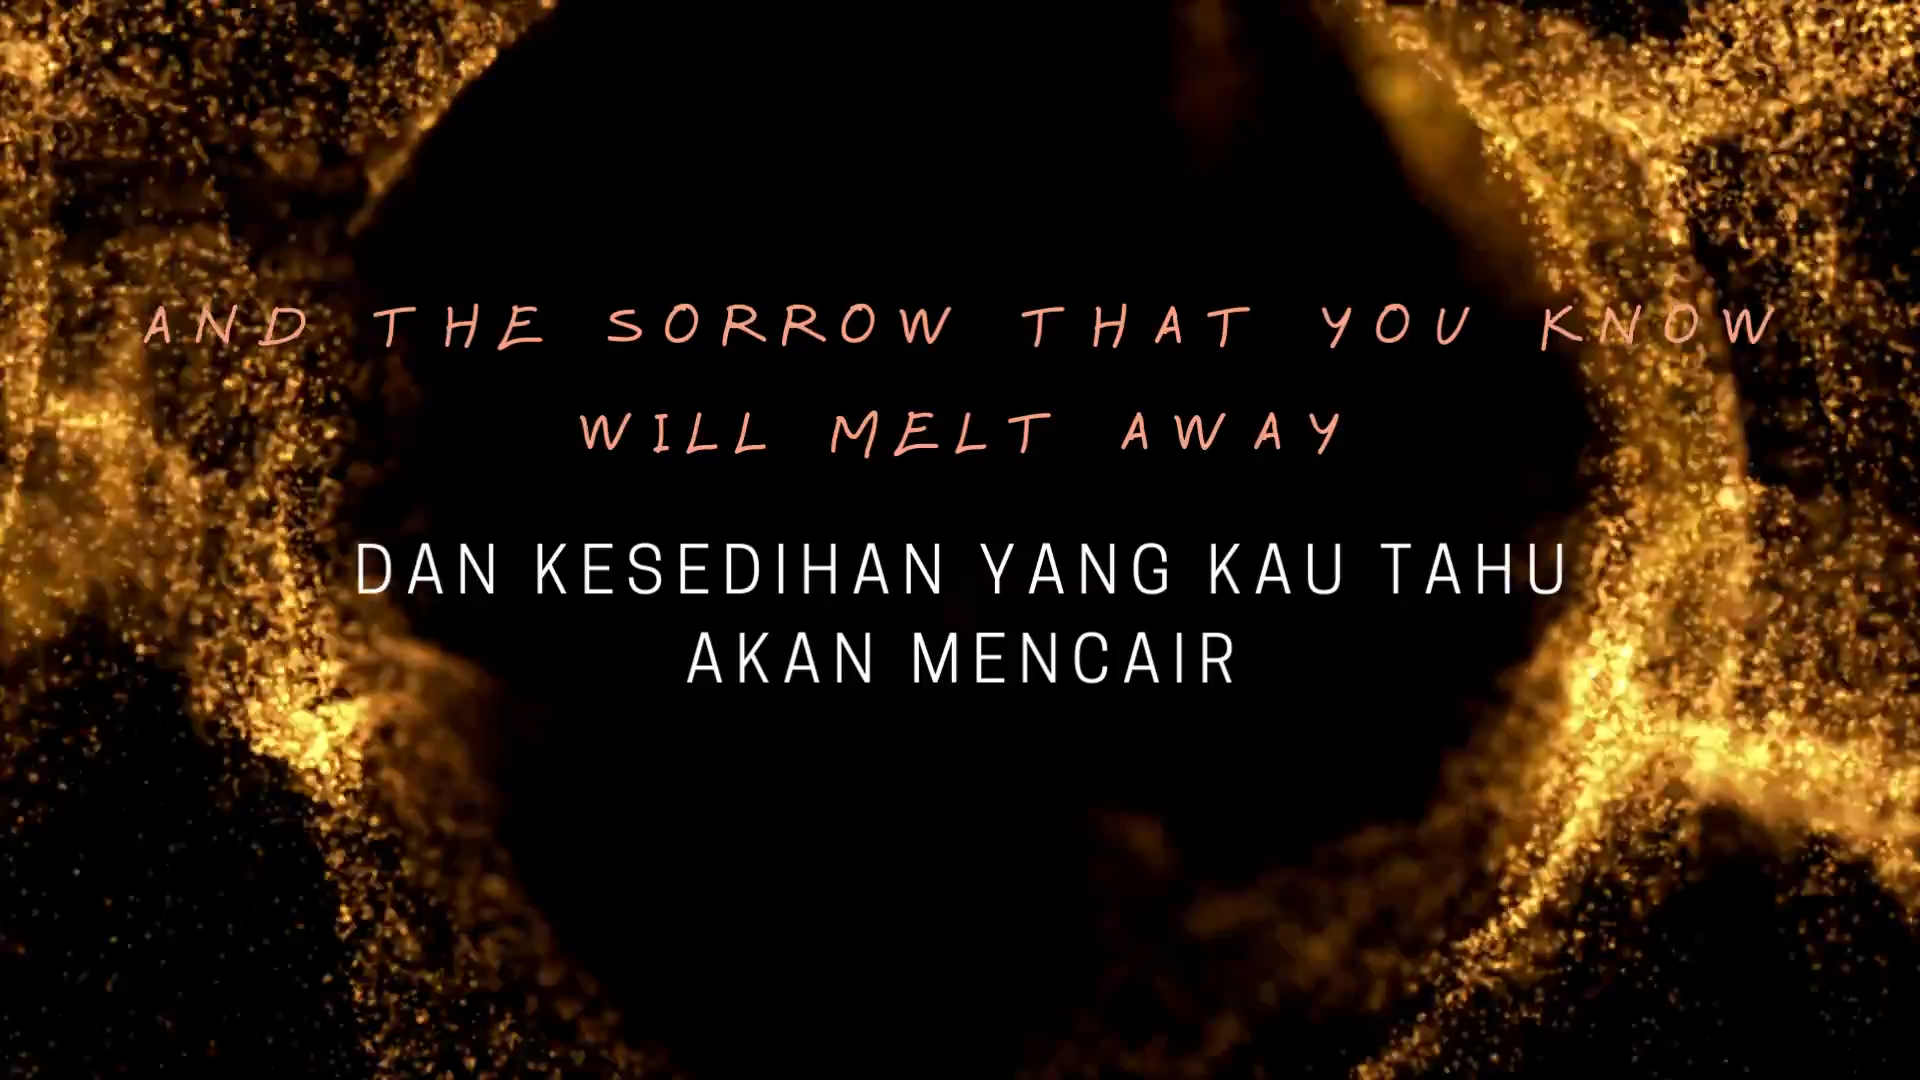 AND THE SORROW THAT YOU KNOW
WILL MELT AWAY
DAN KESEDIHAN YANG KAU TAHU
AKAN MENCAIR